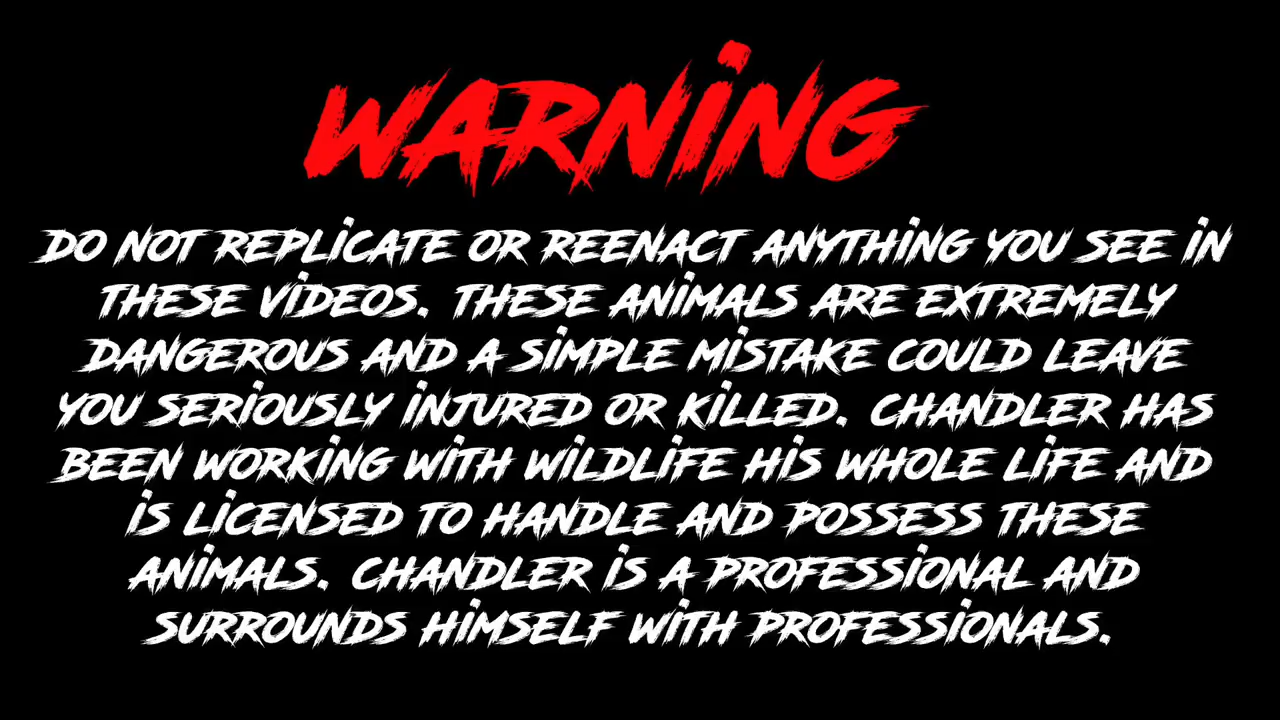 WARNiNG
DO NOT REPLiCATE OR REENACT ANYTHiNG YOU SEE iN
THESE ViDEOS. THESE ANiMALS ARE EXTREMELY
DANGEROUS AND A SiMPLE MiSTAKE COULD LEAVE
YOU SERiOUSLY iNJURED OR KiLLED. CHANDLER HAS
BEEN WORKiNG WiTH WiLDLiFE HiS WHOLE LiFE AND
iS LiCENSED TO HANDLE AND POSSESS THESE
ANiMALS. CHANDLER iS A PROFESSiONAL AND
SURROUNDS HiMSELF WiTH PROFESSiONALS.